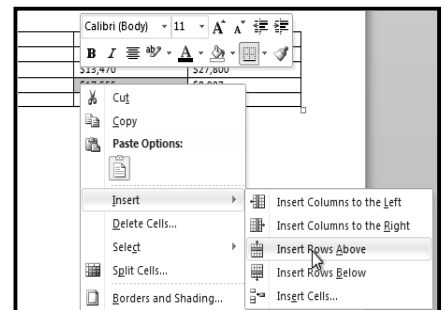 Calibri (Body) 11 A A
B I A
$13,470 $27,800
Cut
Copy
Paste Options:
Insert
Delete Cells...
Select
Split Cells...
Borders and Shading...
Insert Columns to the Left
Insert Columns to the Right
Insert Rows Above
Insert Rows Below
Insert Cells...